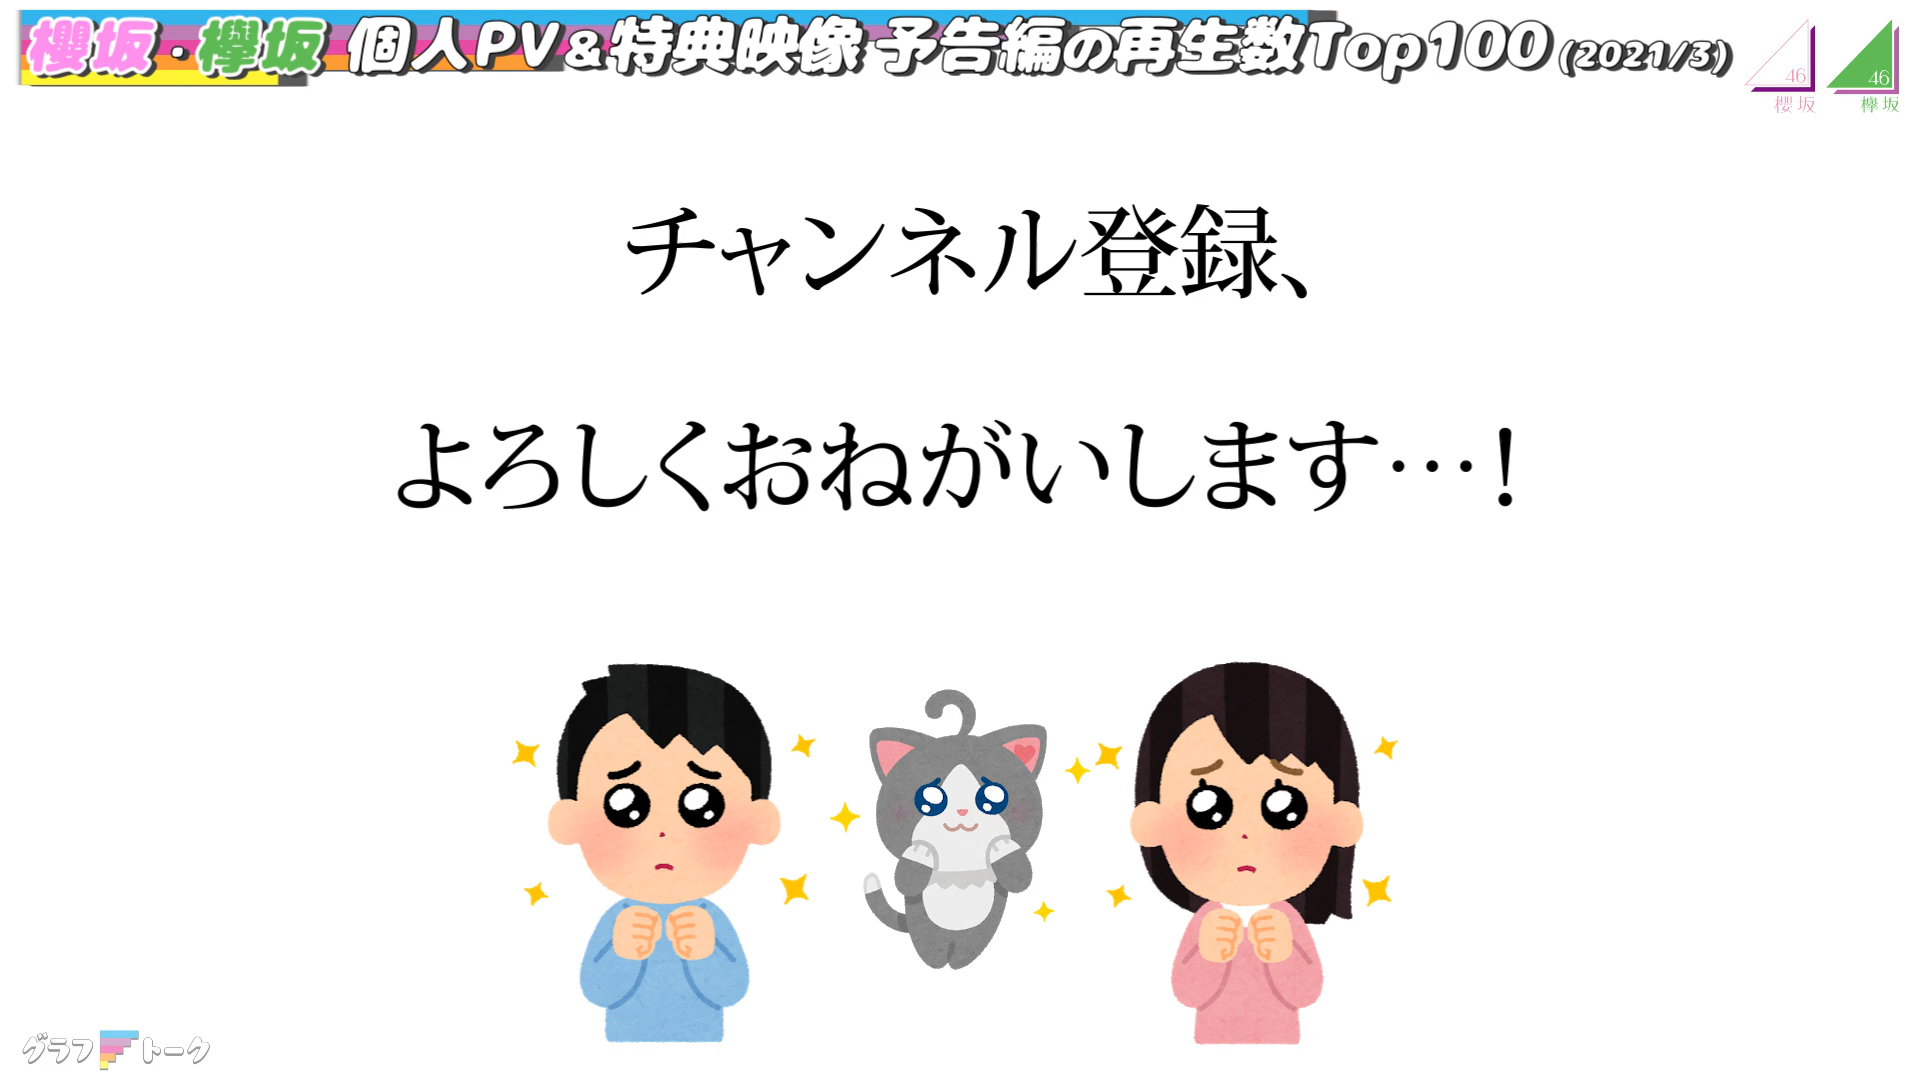 櫻坂・欅坂 個人PV&特典映像 予告編の再生数Top100(2021/3)
46
櫻坂
46
欅坂
チャンネル登録、
よろしくおねがいします…!
グラフトーク